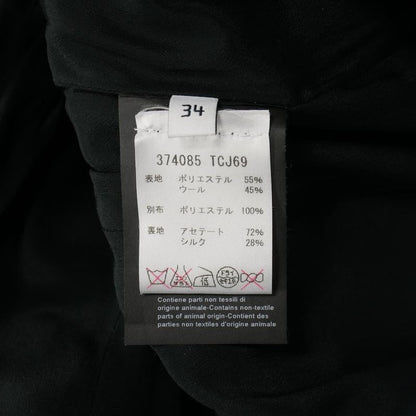 34
374085 TCJ69
表地 ポリエステル 55%
ウール 45%
別布 ポリエステル 100%
裏地 アセテート 72%
シルク 28%
ドライ
Contiene parti non tessili di
origine animale-Contains non-textile
parts of animal origin-Contient des
parties non textiles d'origine animale